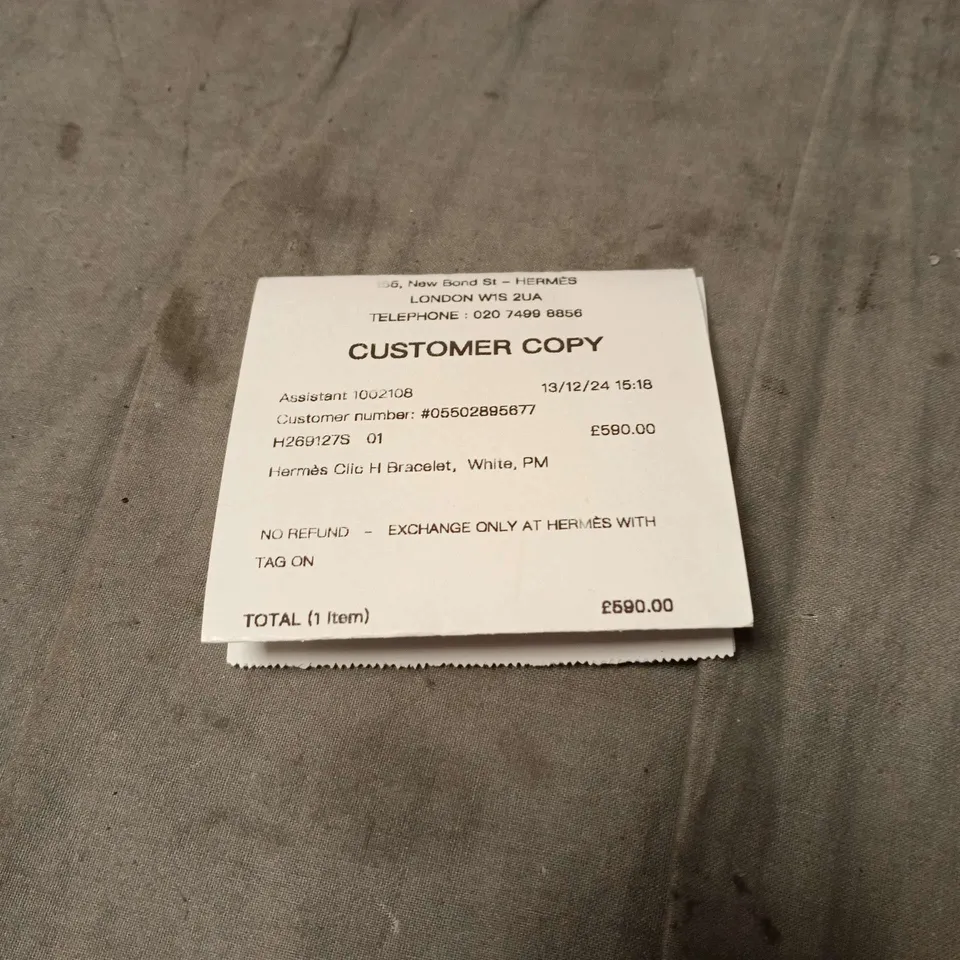 New Bond St – HERMÈS
LONDON W1S 2UA
TELEPHONE : 020 7499 8856
CUSTOMER COPY
Assistant 1002108 13/12/24 15:18
Customer number: #05502895677
H269127S 01 £590.00
Hermès Clic H Bracelet, White, PM
NO REFUND – EXCHANGE ONLY AT HERMÈS WITH
TAG ON
TOTAL (1 Item) £590.00